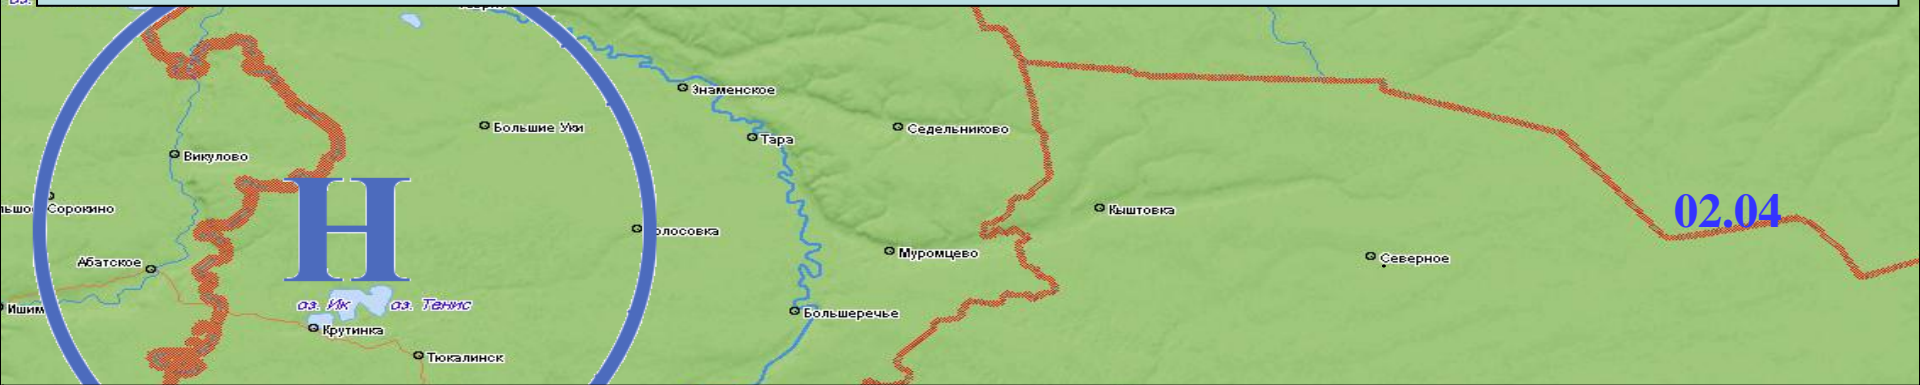 Знаменское
Большие Уки
Седельниково
Тара
Викулово
Н
Сорокино
Кыштовка
02.04
Муромцево
Абатское
Северное
оз. Ик
оз. Тенис
Ишим
Большеречье
Крутинка
Тюкалинск